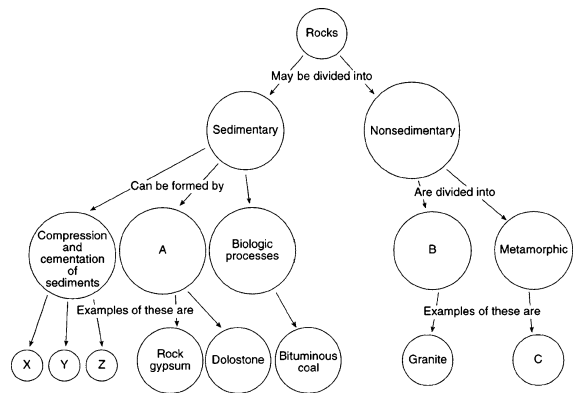 Rocks
May be divided into
Sedimentary
Nonsedimentary
Can be formed by
Are divided into
Compression
and
cementation
of
sediments
A
Biologic
processes
B
Metamorphic
Examples of these are
Examples of these are
X
Y
Z
Rock
gypsum
Dolostone
Bituminous
coal
Granite
C